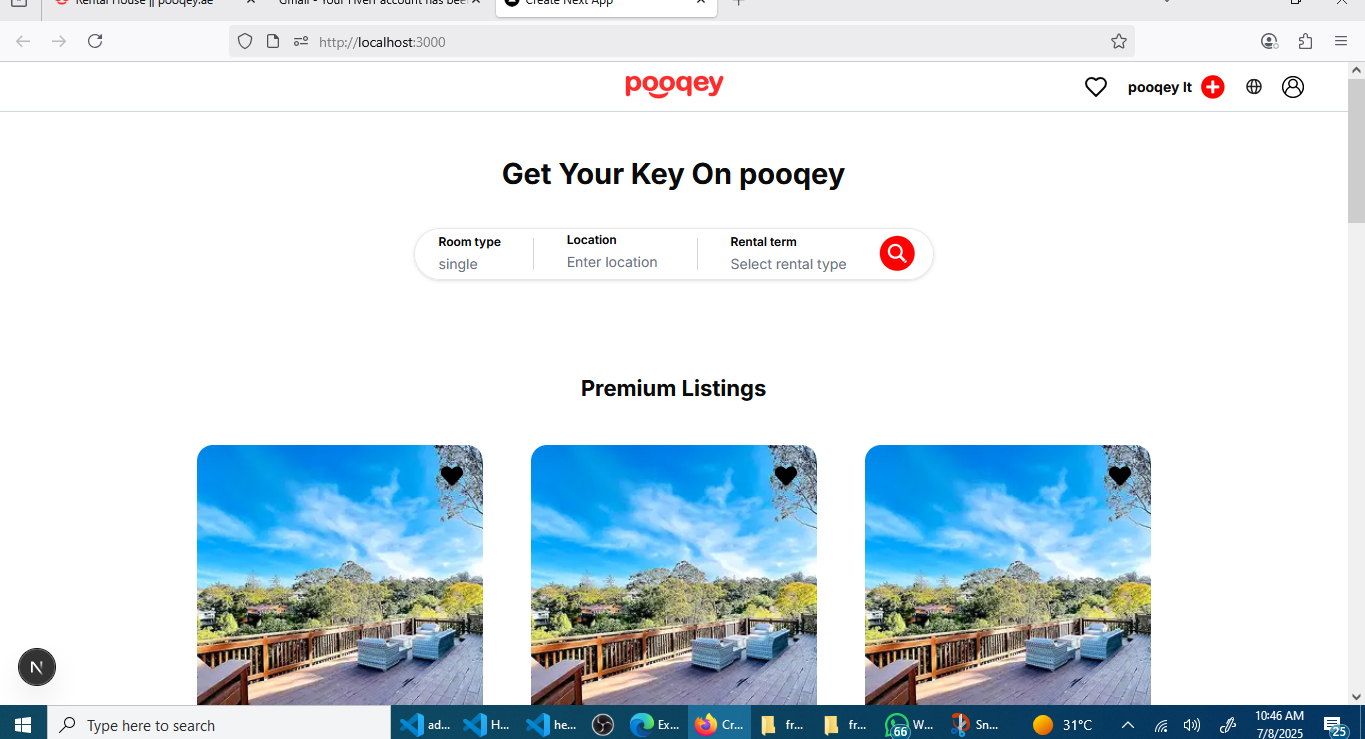 Rental House || pooqey.ae
Gmail - Your Fiverr account has been
Create Next App
http://localhost:3000
pooqey
pooqey It
Get Your Key On pooqey
Room type
Location
Rental term
single
Enter location
Select rental type
Premium Listings
N
Type here to search
ad...
H...
he...
Ex...
Cr...
fr...
fr...
66
W...
Sn...
31°C
10:46 AM
7/8/2025
25